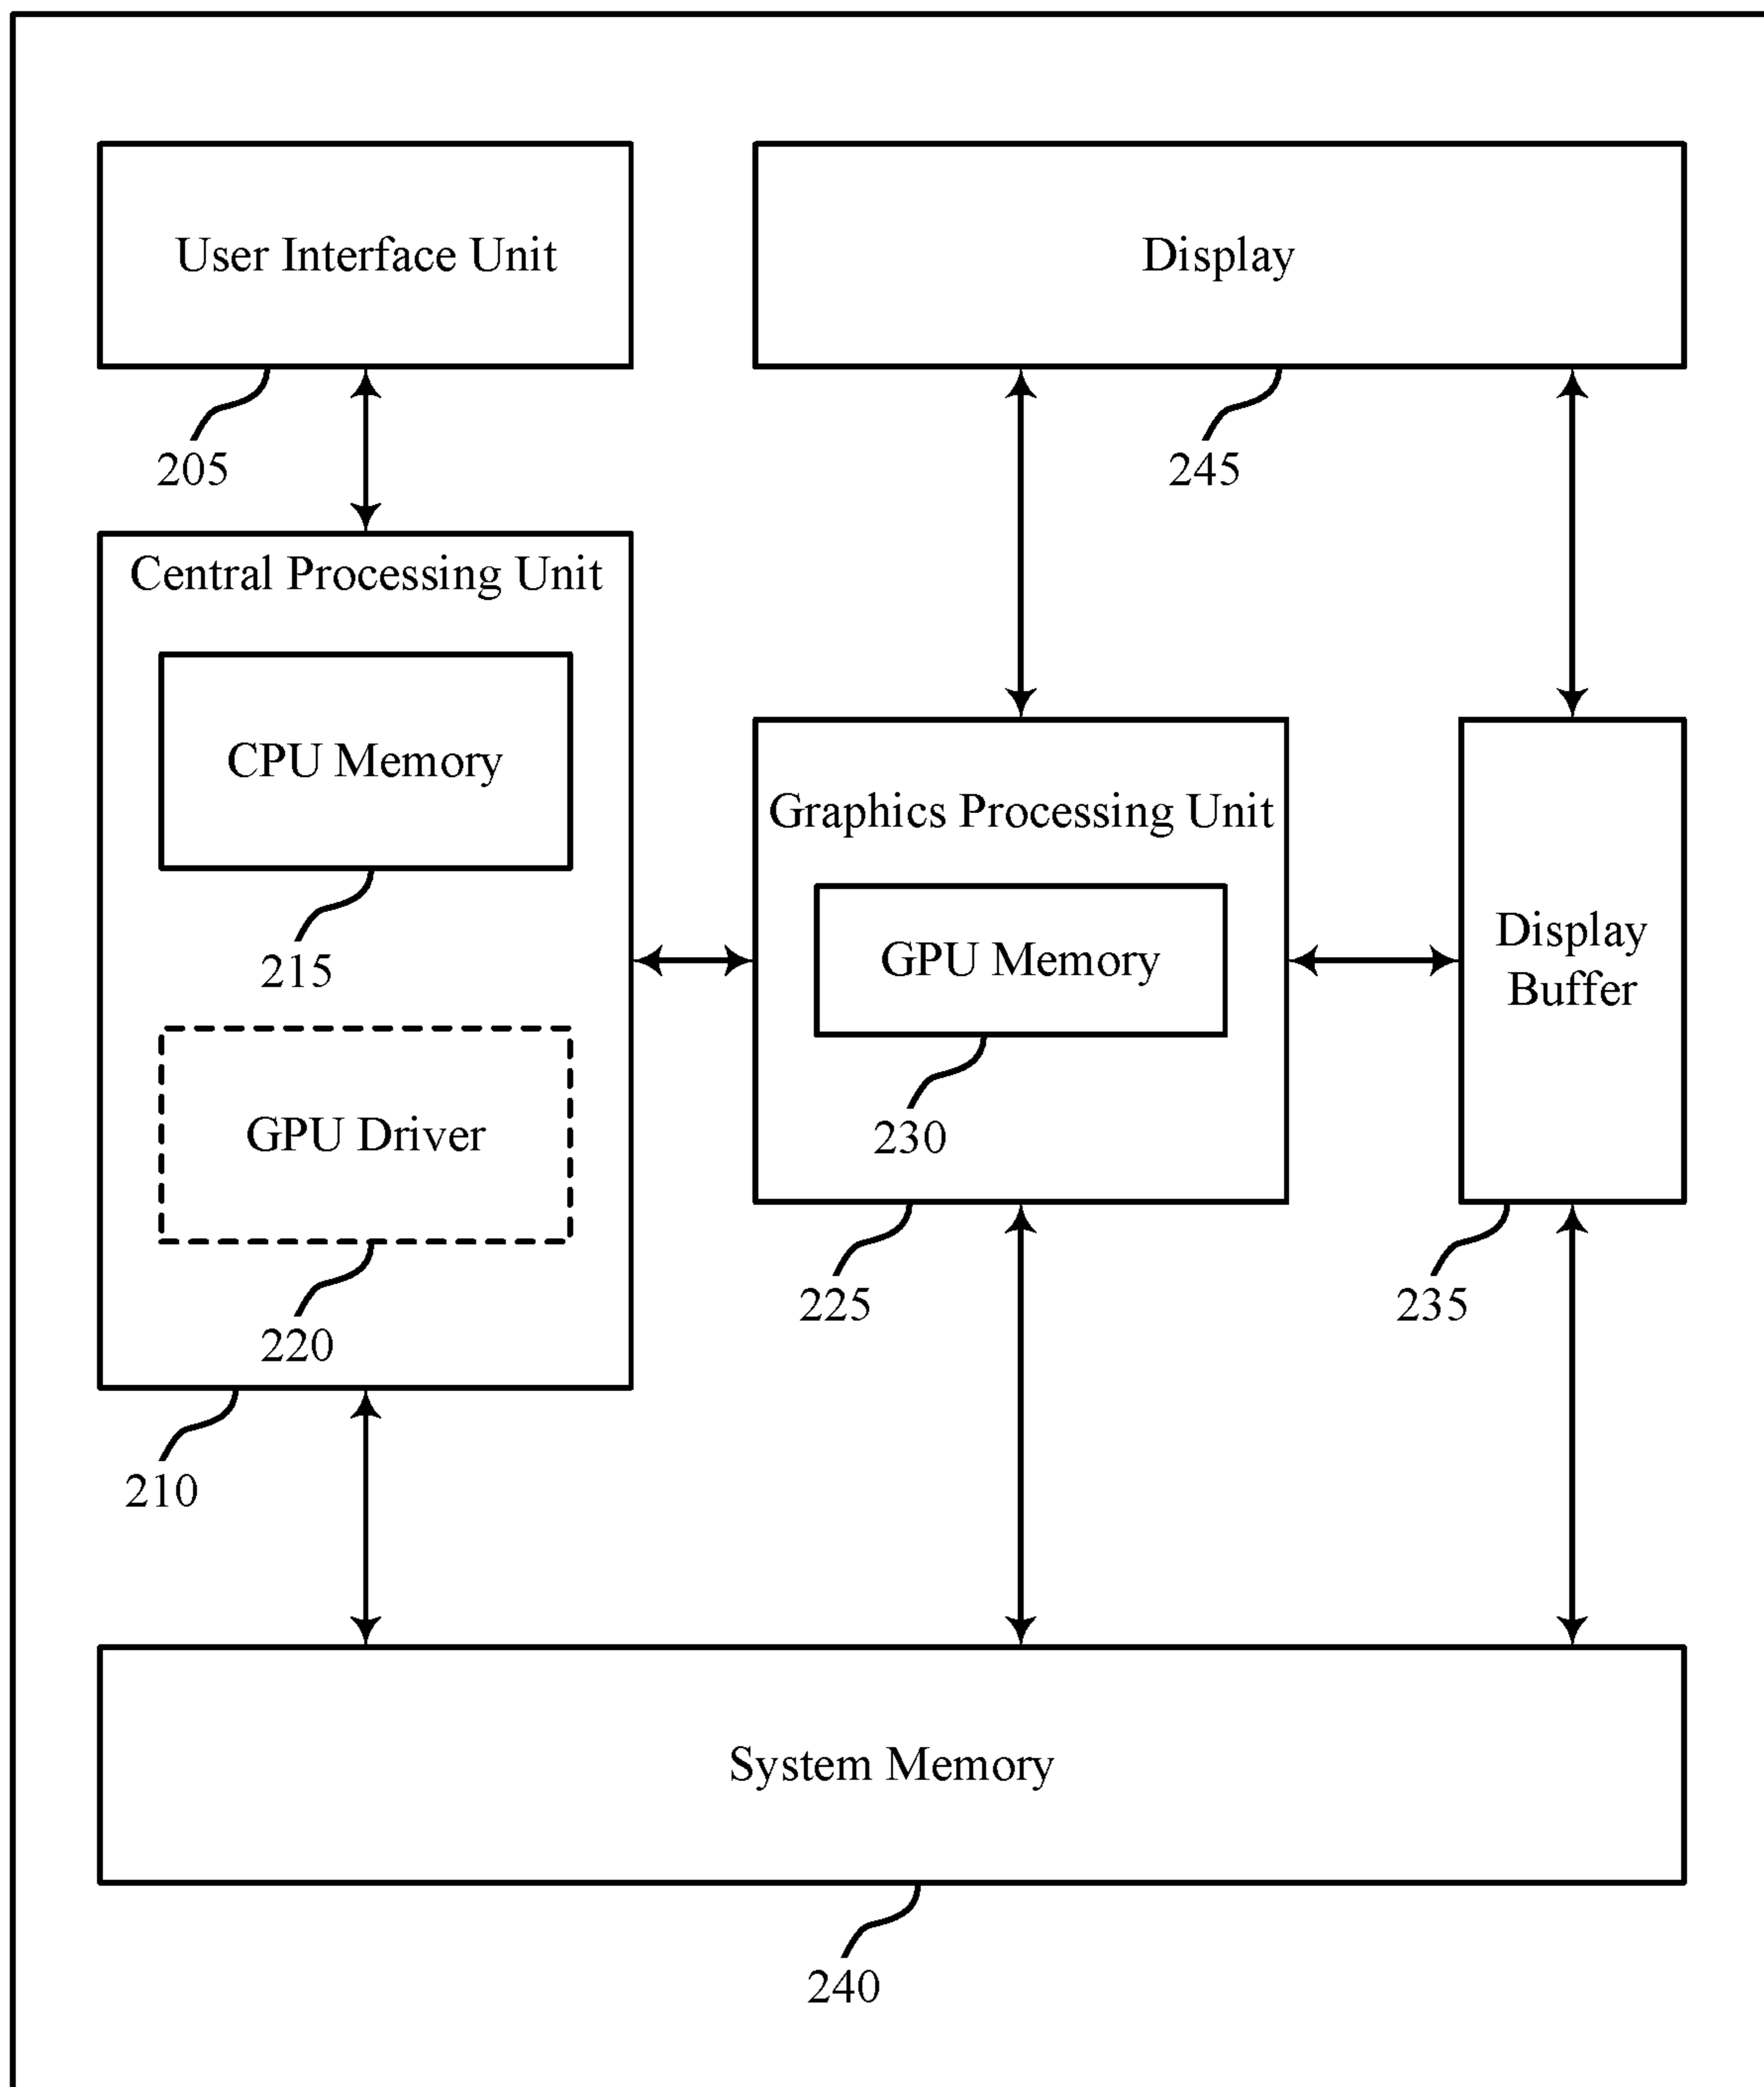 User Interface Unit
Display
205
245
Central Processing Unit
CPU Memory
215
GPU Driver
220
210
Graphics Processing Unit
GPU Memory
230
225
Display
Buffer
235
System Memory
240